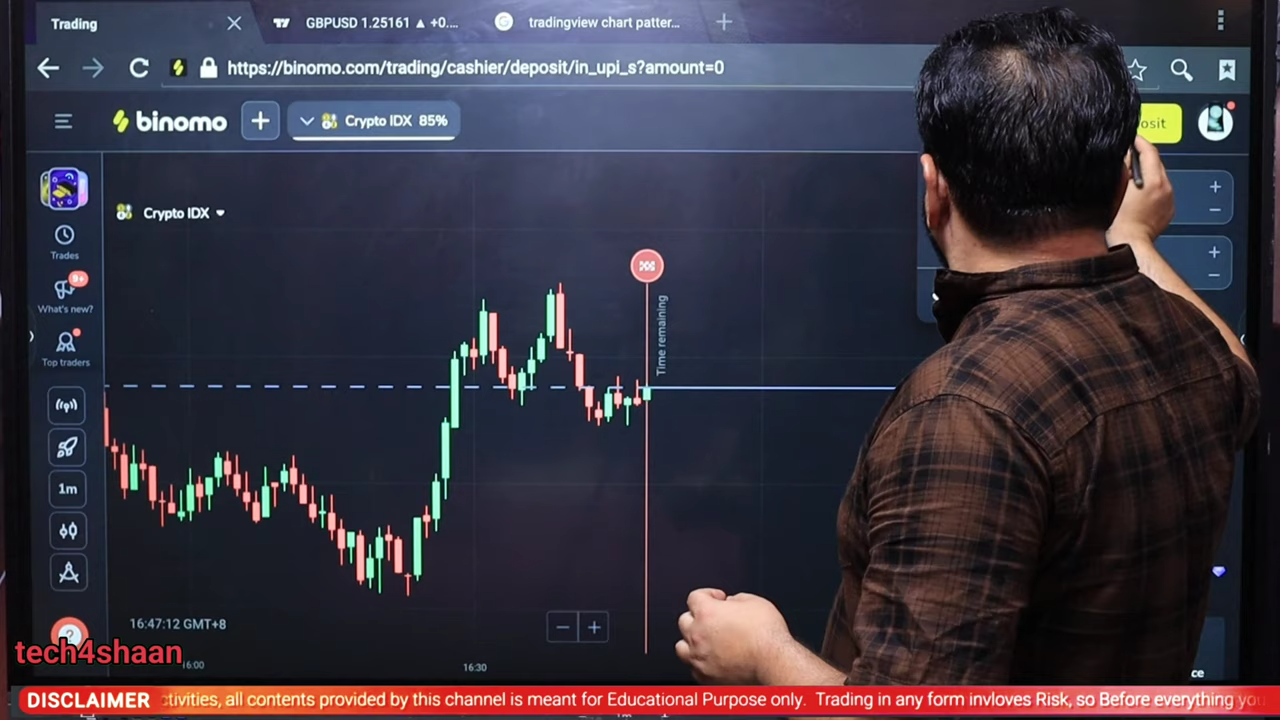 Trading
GBPUSD 1.25161 ▲ +0....
tradingview chart patter...
https://binomo.com/trading/cashier/deposit/in_upi_s?amount=0
binomo
Crypto IDX 85%
osit
Crypto IDX
Trades
9+
What's new?
Top traders
1m
Time remaining
16:47:12 GMT+8
16:30
?
tech4shaan
16:00
ce
DISCLAIMER
ctivities, all contents provided by this channel is meant for Educational Purpose only. Trading in any form invloves Risk, so Before everything you